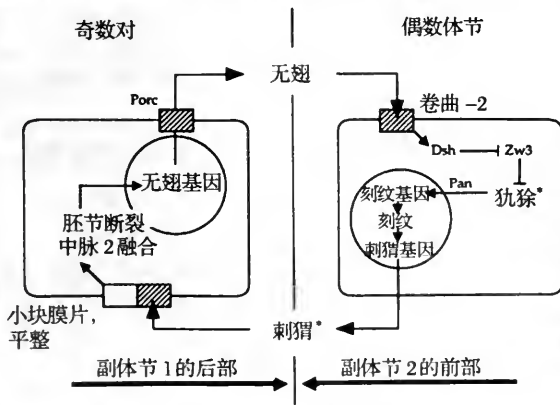 奇数对
偶数体节
无翅
Porc
卷曲 -2
Dsh
Zw3
无翅基因
Pan
犰狳*
刻纹基因
刻纹
刺猬基因
胚节断裂
中脉 2 融合
小块膜片，
平整
刺猬*
副体节 1 的后部
副体节 2 的前部